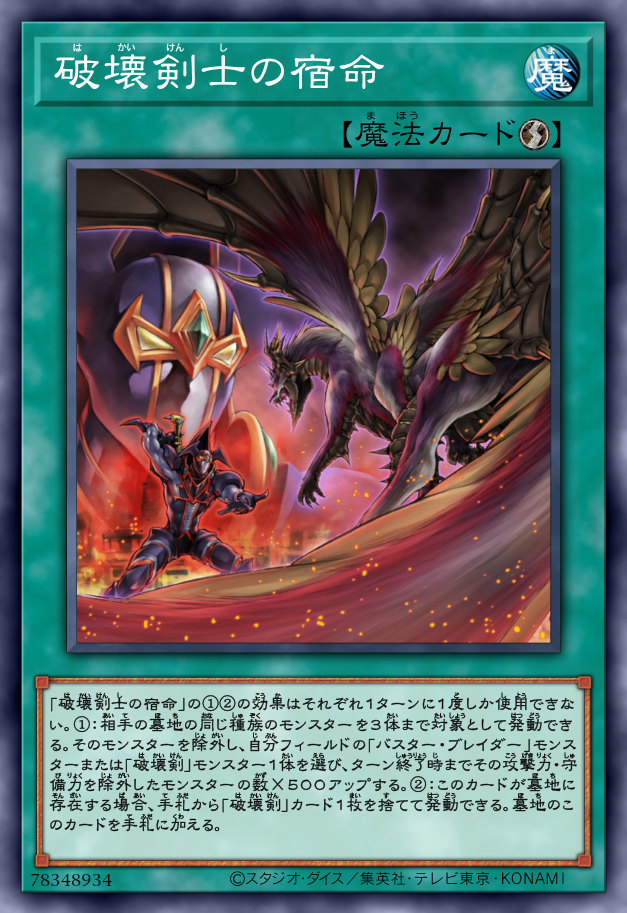 破壊剣士の宿命
魔
【魔法カード】
「破壊剣士の宿命」の①②の効果はそれぞれ1ターンに1度しか使用できな
い。①：相手の墓地の同じ種族のモンスターを3体まで対象として発動でき
る。そのモンスターを除外し、自分フィールドの「バスター・ブレイダー」モンス
ターまたは「破壊剣」モンスター1体を選び、ターン終了時までその攻撃力・守
備力を除外したモンスターの数×500アップする。②：このカードが墓地に
存在する場合、手札から「破壊剣」カード1枚を捨てて発動できる。墓地のこ
のカードを手札に加える。
78348934
©スタジオ・ダイス／集英社・テレビ東京・KONAMI